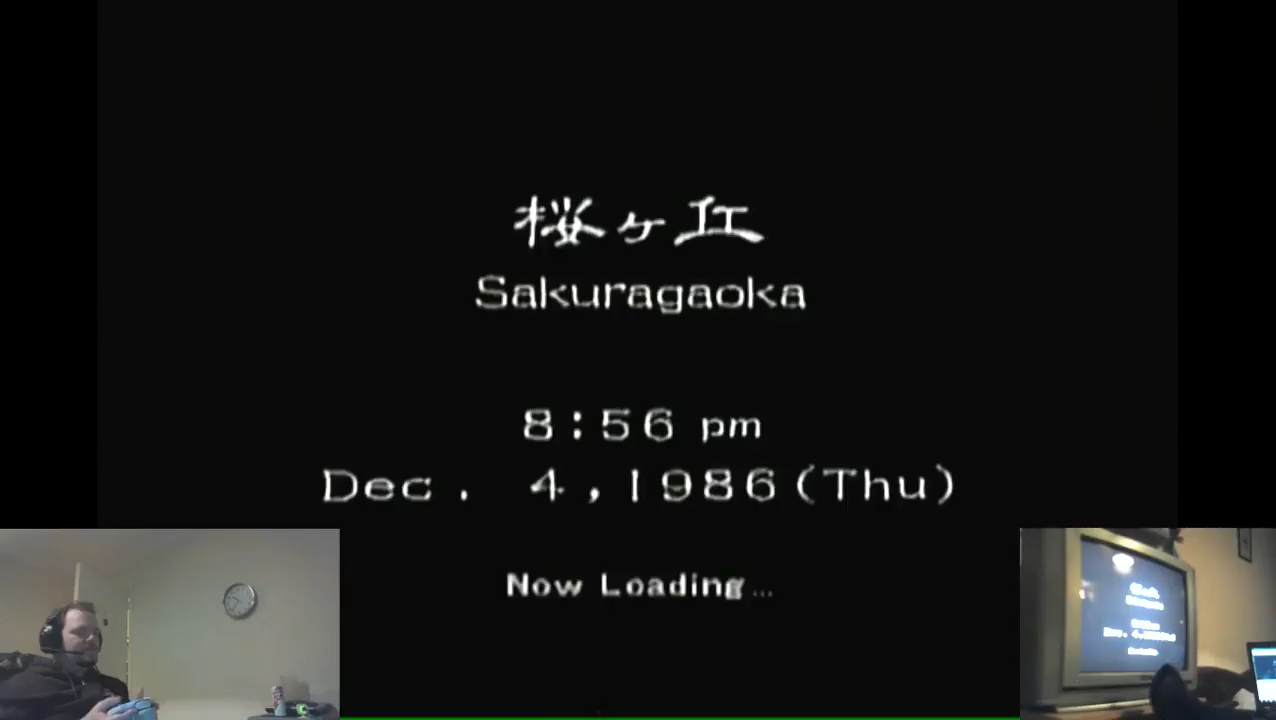 桜ヶ丘
Sakuragaoka
8:56 pm
Dec. 4,1986(Thu)
Now Loading...